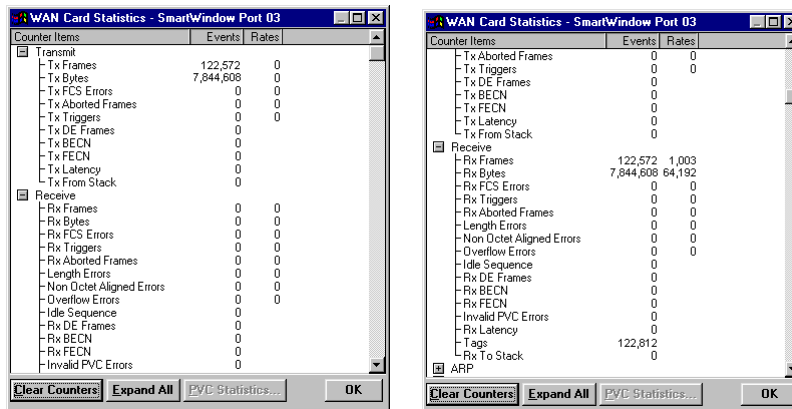 WAN Card Statistics - SmartWindow Port 03
Counter Items Events Rates
Transmit
Tx Frames 122,572 0
Tx Bytes 7,844,608 0
Tx FCS Errors 0 0
Tx Aborted Frames 0 0
Tx Triggers 0 0
Tx DE Frames 0
Tx BECN 0
Tx FECN 0
Tx Latency 0
Tx From Stack 0
Receive
Rx Frames 0 0
Rx Bytes 0 0
Rx FCS Errors 0 0
Rx Triggers 0 0
Rx Aborted Frames 0 0
Length Errors 0 0
Non Octet Aligned Errors 0 0
Overflow Errors 0 0
Idle Sequence 0
Rx DE Frames 0
Rx BECN 0
Rx FECN 0
Invalid PVC Errors 0
Clear Counters Expand All PVC Statistics... OK
WAN Card Statistics - SmartWindow Port 03
Counter Items Events Rates
Tx Aborted Frames 0 0
Tx Triggers 0 0
Tx DE Frames 0
Tx BECN 0
Tx FECN 0
Tx Latency 0
Tx From Stack 0
Receive
Rx Frames 122,572 1,003
Rx Bytes 7,844,608 64,192
Rx FCS Errors 0 0
Rx Triggers 0 0
Rx Aborted Frames 0 0
Length Errors 0 0
Non Octet Aligned Errors 0 0
Overflow Errors 0 0
Idle Sequence 0
Rx DE Frames 0
Rx BECN 0
Rx FECN 0
Invalid PVC Errors 0
Rx Latency 0
Tags 122,812
Rx To Stack 0
ARP
Clear Counters Expand All PVC Statistics... OK